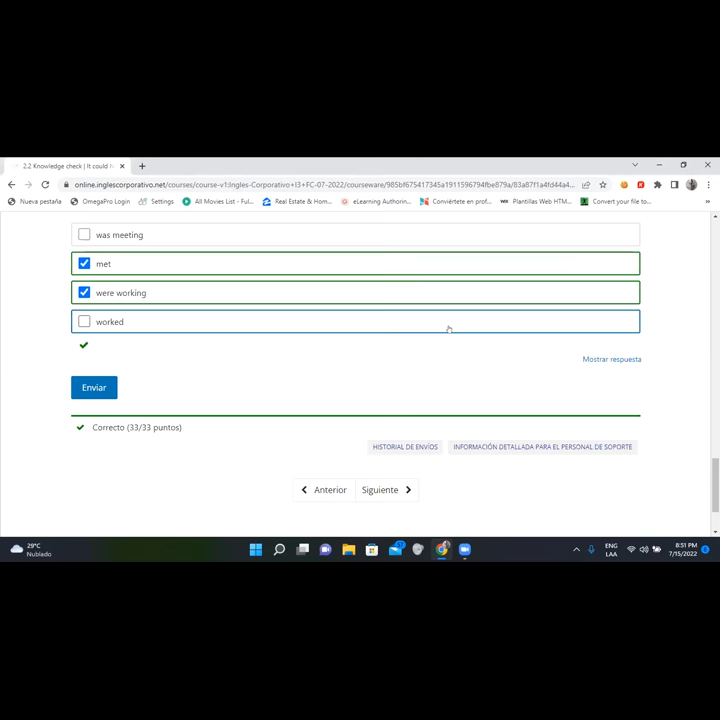 2.2 Knowledge check | It could h
online.inglescorporativo.net/courses/course-v1:Ingles-Corporativo+I3+FC-07-2022/courseware/985bf675417345a1911596794fbe879a/83a87f1a4fd44a4...
Nueva pestaña OmegaPro Login Settings All Movies List - Ful... Real Estate & Home... eLearning Authorin... Conviértete en prof... Plantillas Web HTM... Convert your file to... »
was meeting
met
were working
worked
Mostrar respuesta
Enviar
Correcto (33/33 puntos)
HISTORIAL DE ENVÍOS INFORMACIÓN DETALLADA PARA EL PERSONAL DE SOPORTE
Anterior Siguiente
29°C
Nublado
ENG
LAA
8:51 PM
7/15/2022